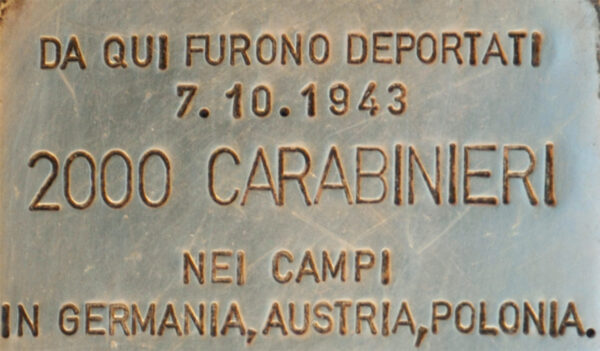 DA QUI FURONO DEPORTATI
7.10.1943
2000 CARABINIERI
NEI CAMPI
IN GERMANIA, AUSTRIA, POLONIA.